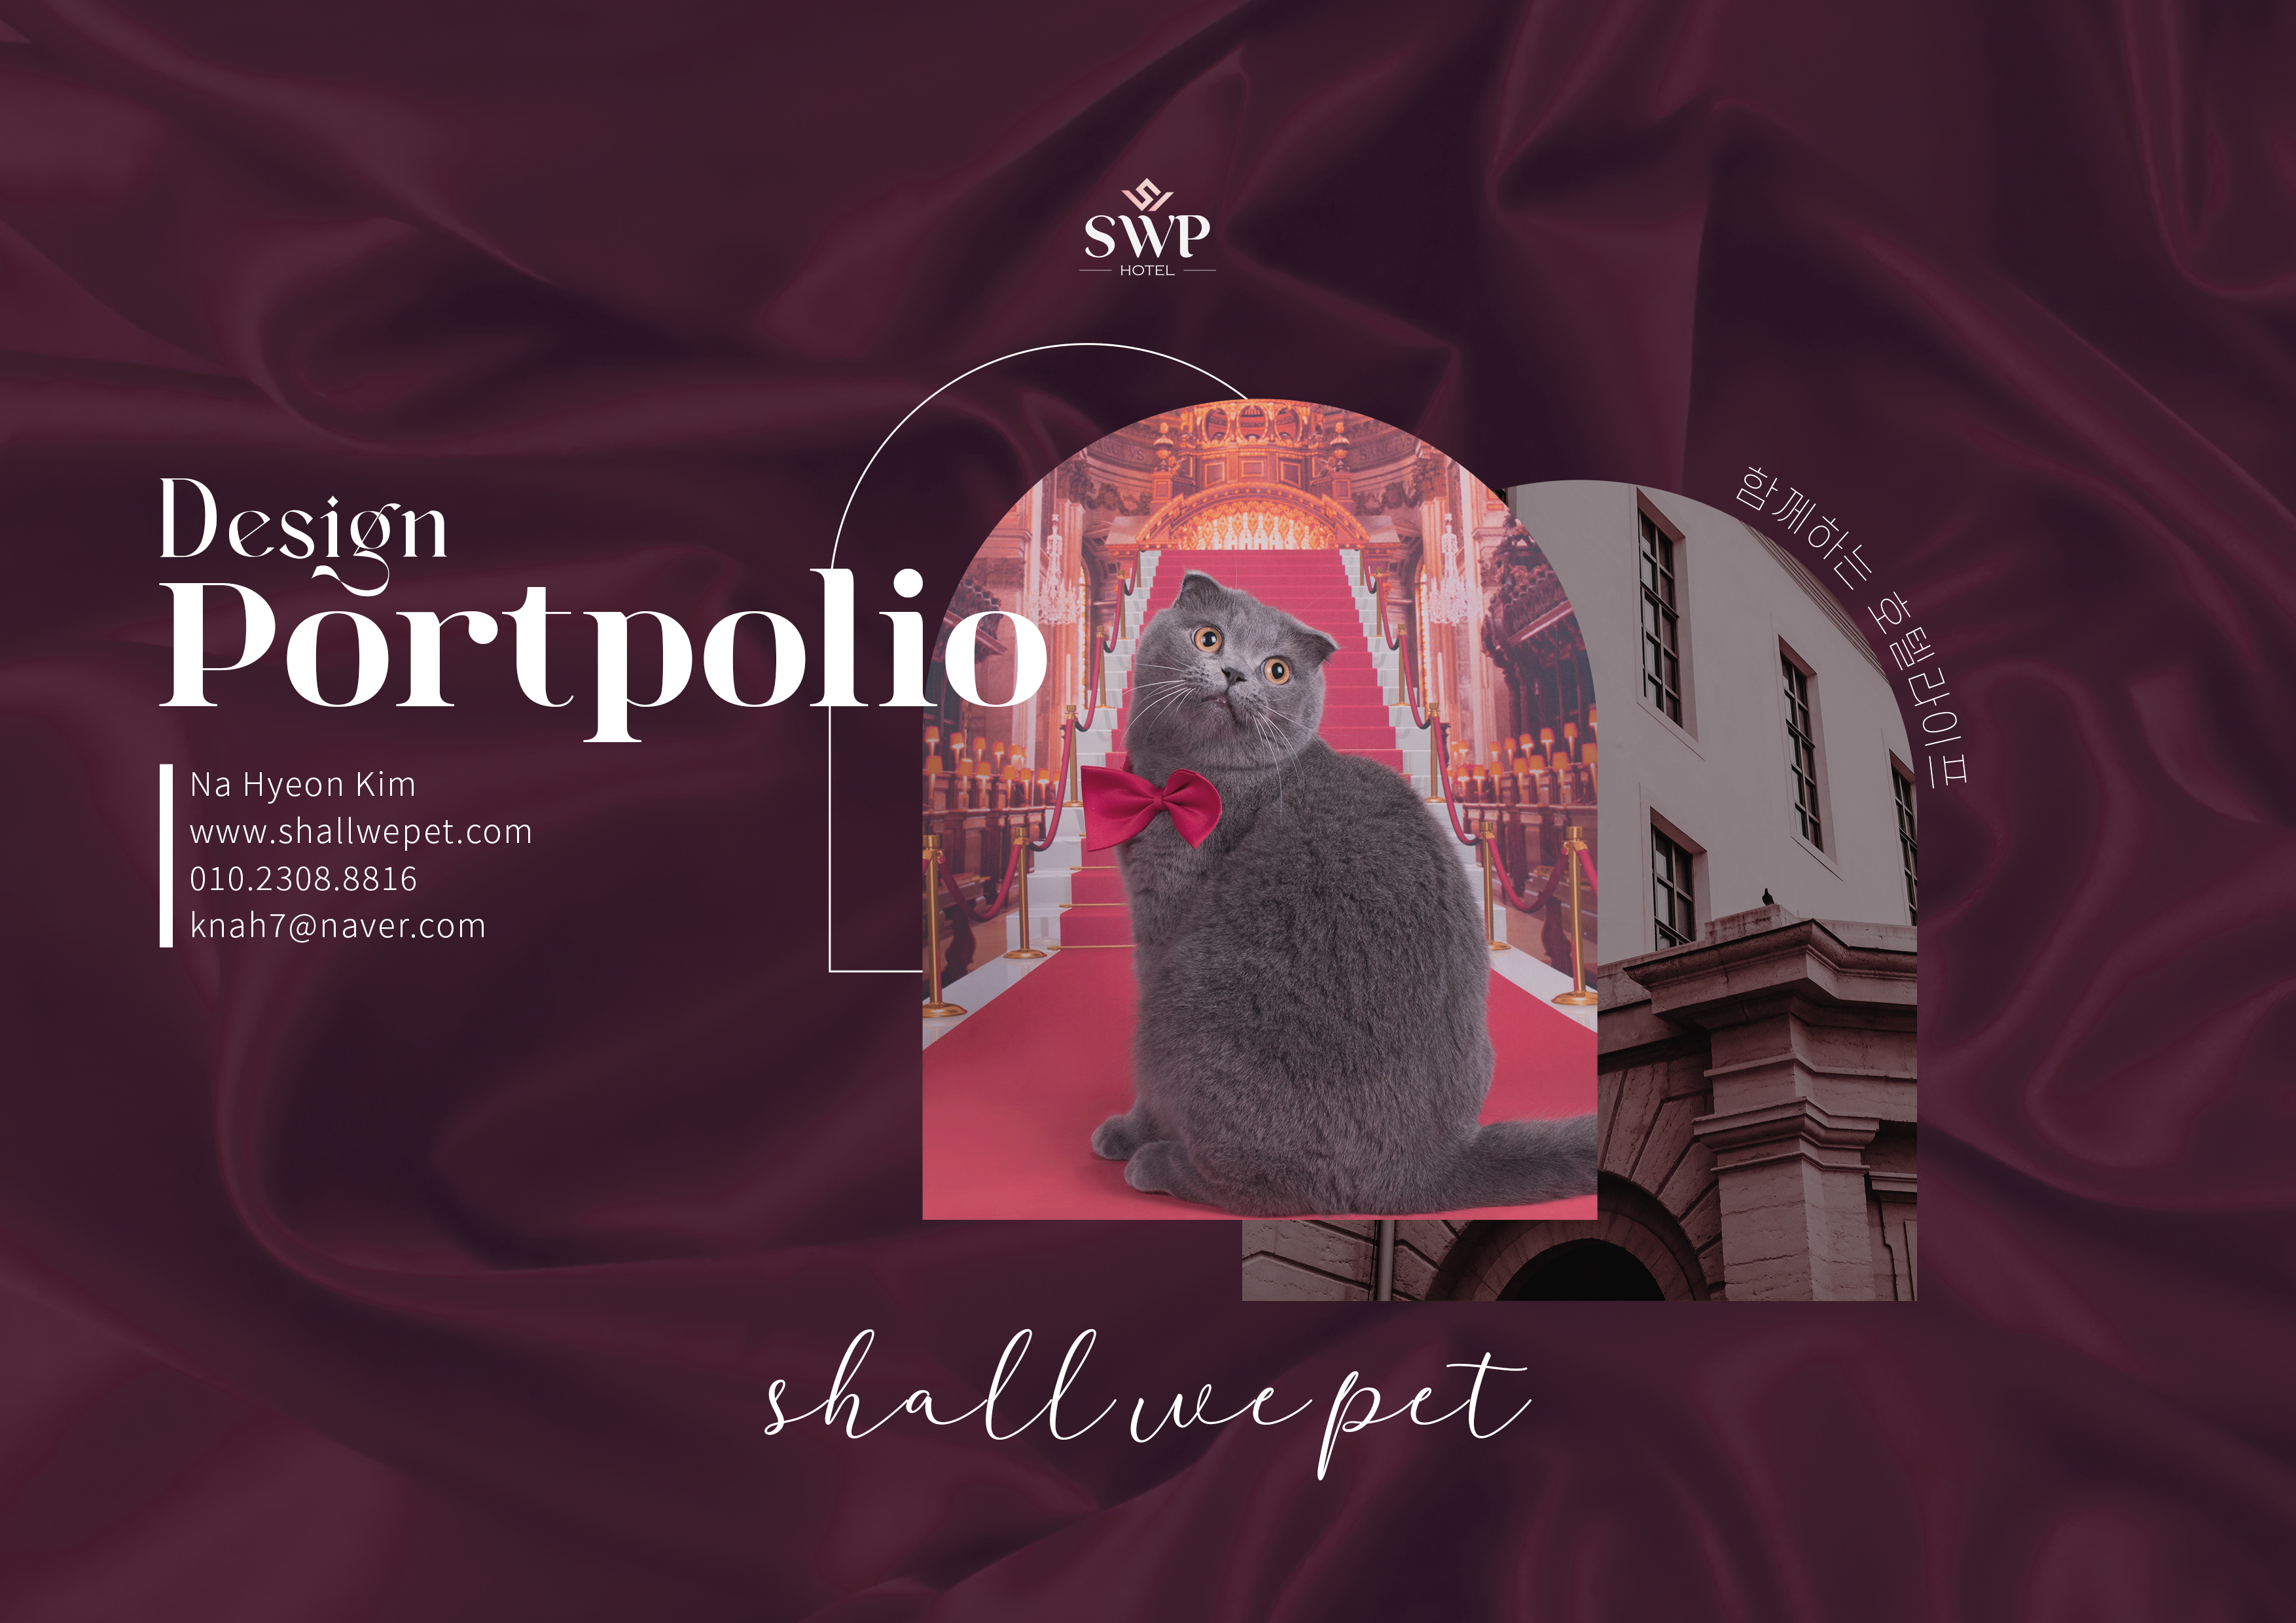 SWP
HOTEL
Design
Portpolio
Na Hyeon Kim
www.shallwepet.com
010.2308.8816
knah7@naver.com
함께하는 호텔라이프
shall we pet